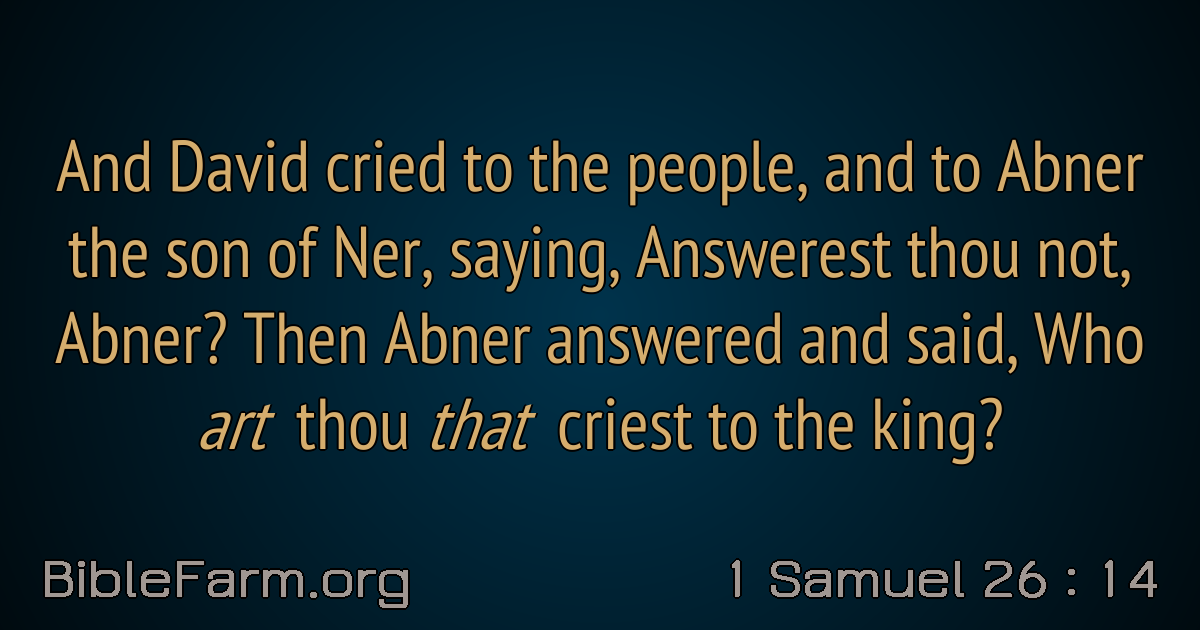 And David cried to the people, and to Abner
the son of Ner, saying, Answerest thou not,
Abner? Then Abner answered and said, Who
art thou that criest to the king?
BibleFarm.org
1 Samuel 26 : 14